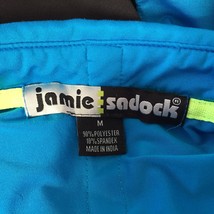 jamie sadock®
M
90% POLYESTER
10% SPANDEX
MADE IN INDIA